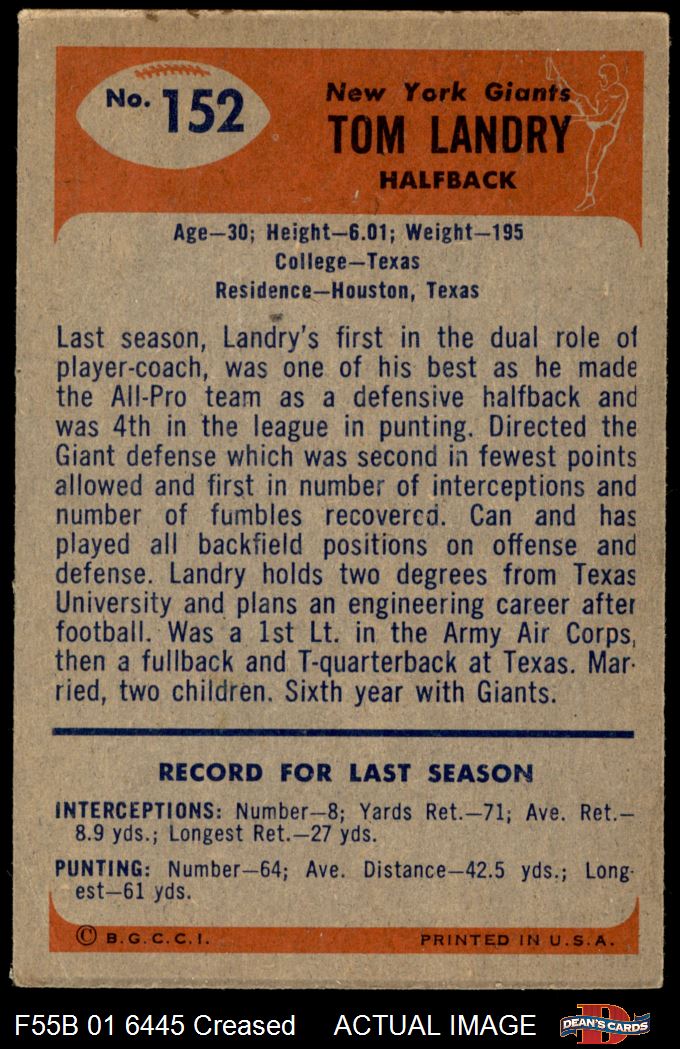 No. 152
New York Giants
TOM LANDRY
HALFBACK
Age—30; Height—6.01; Weight—195
College—Texas
Residence—Houston, Texas
Last season, Landry's first in the dual role of
player-coach, was one of his best as he made
the All-Pro team as a defensive halfback and
was 4th in the league in punting. Directed the
Giant defense which was second in fewest points
allowed and first in number of interceptions and
number of fumbles recovered. Can and has
played all backfield positions on offense and
defense. Landry holds two degrees from Texas
University and plans an engineering career after
football. Was a 1st Lt. in the Army Air Corps,
then a fullback and T-quarterback at Texas. Mar-
ried, two children. Sixth year with Giants.
RECORD FOR LAST SEASON
INTERCEPTIONS: Number—8; Yards Ret.—71; Ave. Ret.—
8.9 yds.; Longest Ret.—27 yds.
PUNTING: Number—64; Ave. Distance—42.5 yds.; Long-
est—61 yds.
© B.G.C.C.I. PRINTED IN U.S.A.
F55B 01 6445 Creased ACTUAL IMAGE D DEAN'S CARDS